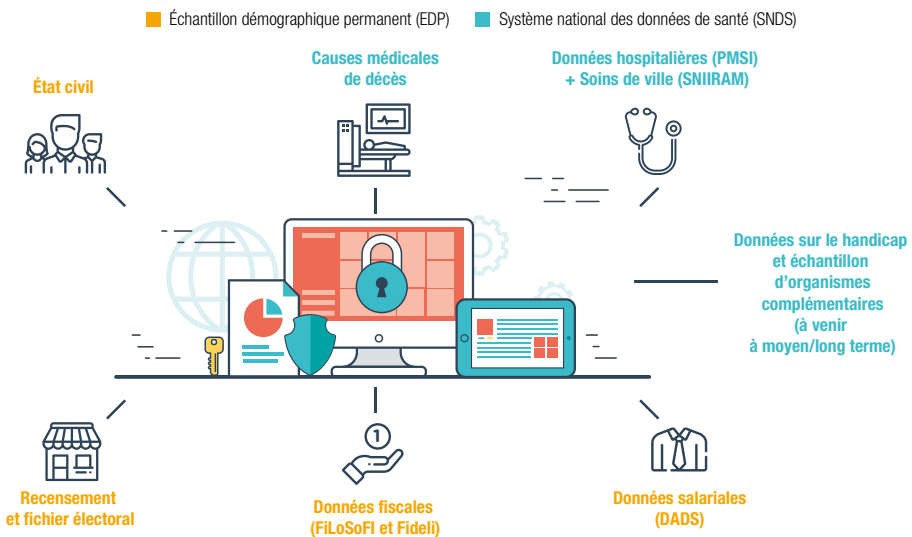 Échantillon démographique permanent (EDP)
Système national des données de santé (SNDS)
Causes médicales
de décès
Données hospitalières (PMSI)
+ Soins de ville (SNIIRAM)
État civil
Données sur le handicap
et échantillon
d'organismes
complémentaires
(à venir
à moyen/long terme)
1
Recensement
et fichier électoral
Données fiscales
(FiLoSoFI et Fideli)
Données salariales
(DADS)